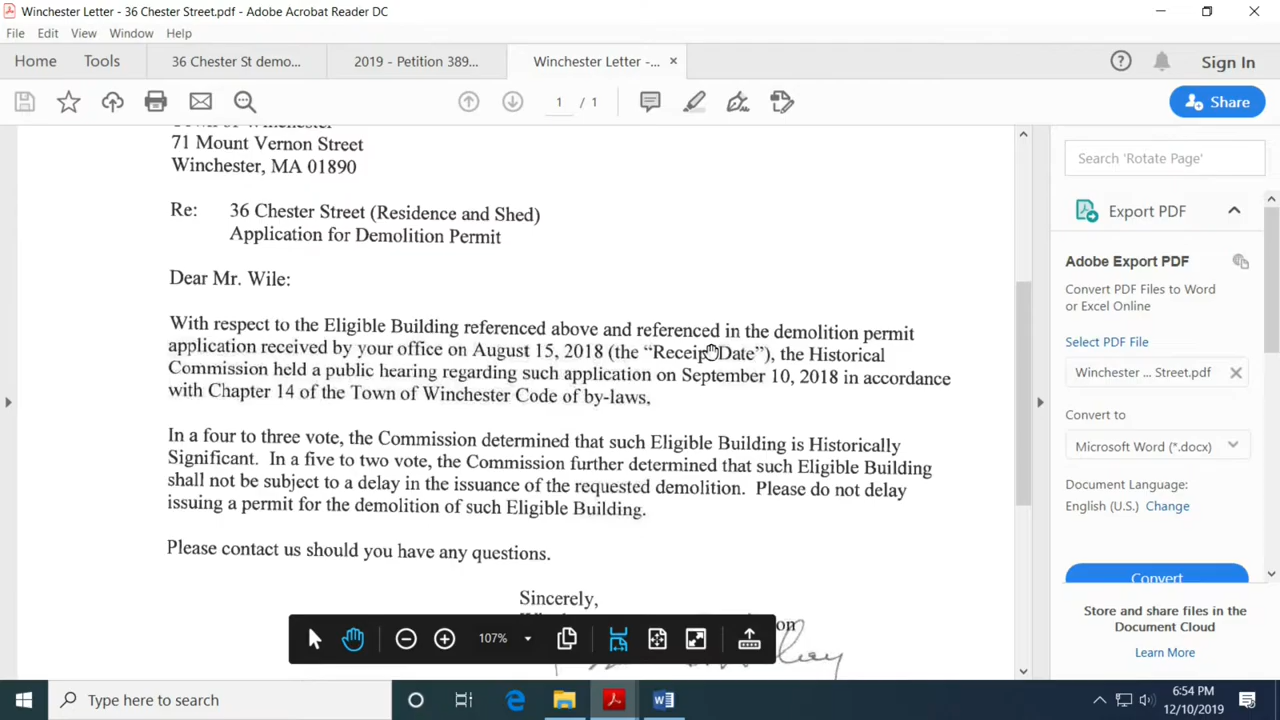 Winchester Letter - 36 Chester Street.pdf - Adobe Acrobat Reader DC
File Edit View Window Help
Home Tools 36 Chester St demo... 2019 - Petition 389... Winchester Letter -... × Sign In
1 / 1 Share
71 Mount Vernon Street
Winchester, MA 01890
Re: 36 Chester Street (Residence and Shed)
Application for Demolition Permit
Dear Mr. Wile:
With respect to the Eligible Building referenced above and referenced in the demolition permit
application received by your office on August 15, 2018 (the “Receipt Date”), the Historical
Commission held a public hearing regarding such application on September 10, 2018 in accordance
with Chapter 14 of the Town of Winchester Code of by-laws,
In a four to three vote, the Commission determined that such Eligible Building is Historically
Significant. In a five to two vote, the Commission further determined that such Eligible Building
shall not be subject to a delay in the issuance of the requested demolition. Please do not delay
issuing a permit for the demolition of such Eligible Building.
Please contact us should you have any questions.
Sincerely,
107%
Search 'Rotate Page'
Export PDF
Adobe Export PDF
Convert PDF Files to Word
or Excel Online
Select PDF File
Winchester ... Street.pdf
Convert to
Microsoft Word (*.docx)
Document Language:
English (U.S.) Change
Convert
Store and share files in the
Document Cloud
Learn More
Type here to search
6:54 PM
12/10/2019